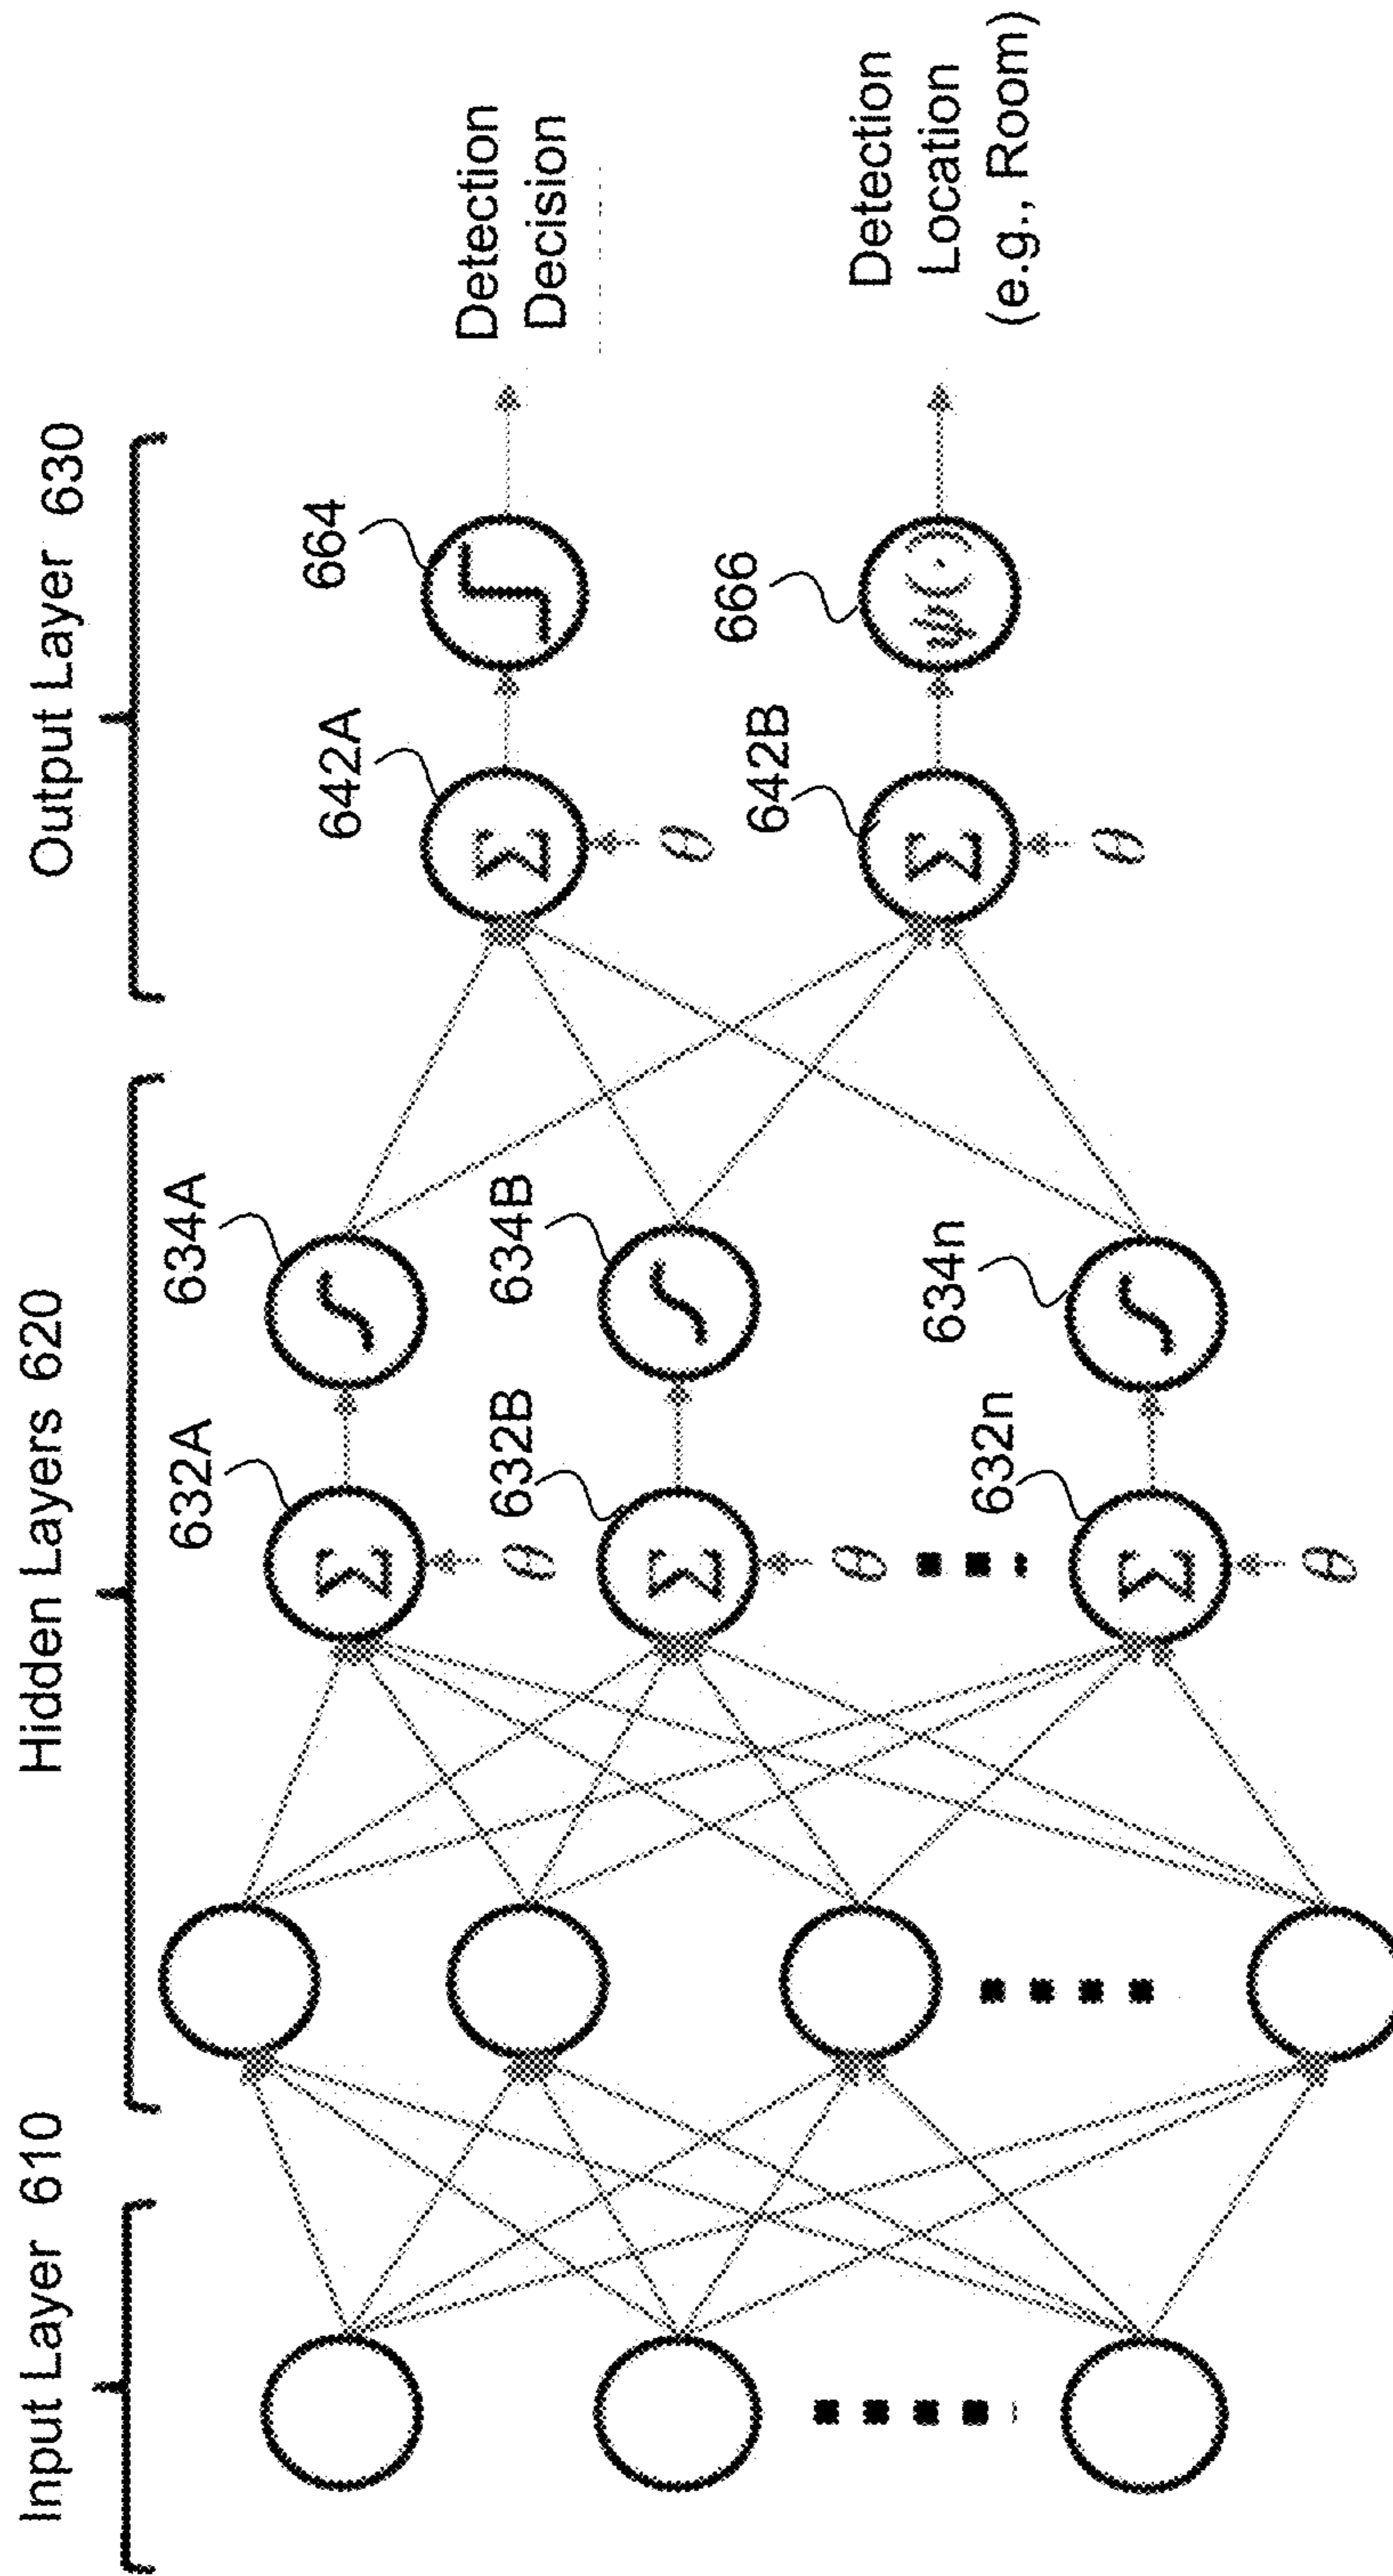 Input Layer 610
Hidden Layers 620
Output Layer 630
632A
634A
632B
634B
632n
634n
642A
664
642B
666
Σ
θ
Σ
θ
Σ
θ
Σ
θ
Σ
θ
ψ(·)
Detection
Decision
Detection
Location
(e.g., Room)